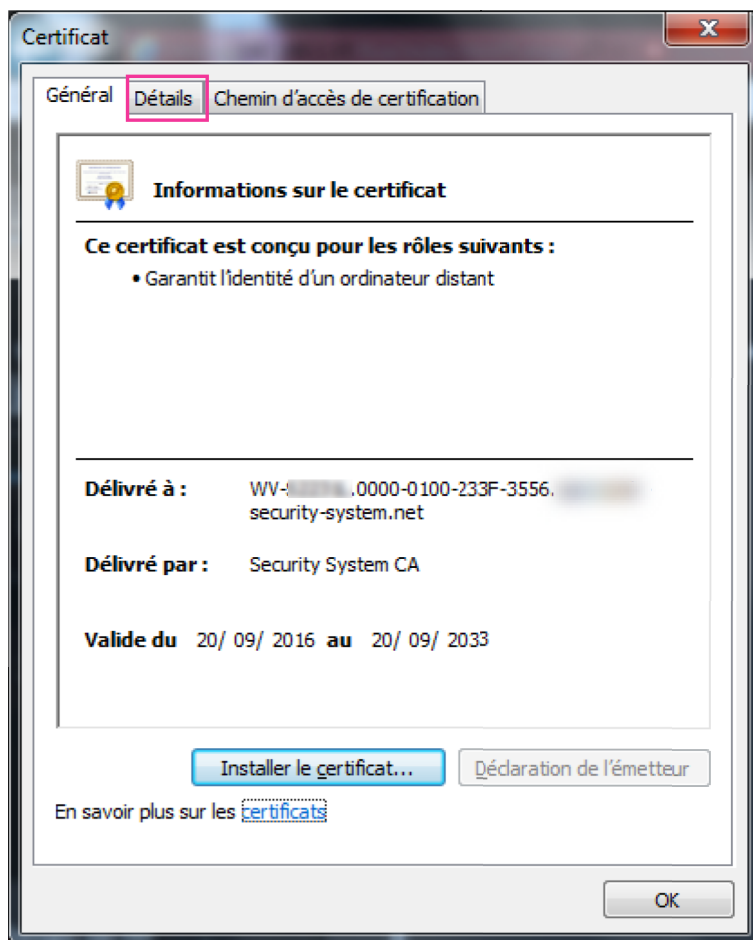 Certificat
Général Détails Chemin d'accès de certification
Informations sur le certificat
Ce certificat est conçu pour les rôles suivants :
• Garantit l'identité d'un ordinateur distant
Délivré à : WV- .0000-0100-233F-3556.
security-system.net
Délivré par : Security System CA
Valide du 20/ 09/ 2016 au 20/ 09/ 2033
Installer le certificat... Déclaration de l'émetteur
En savoir plus sur les certificats
OK